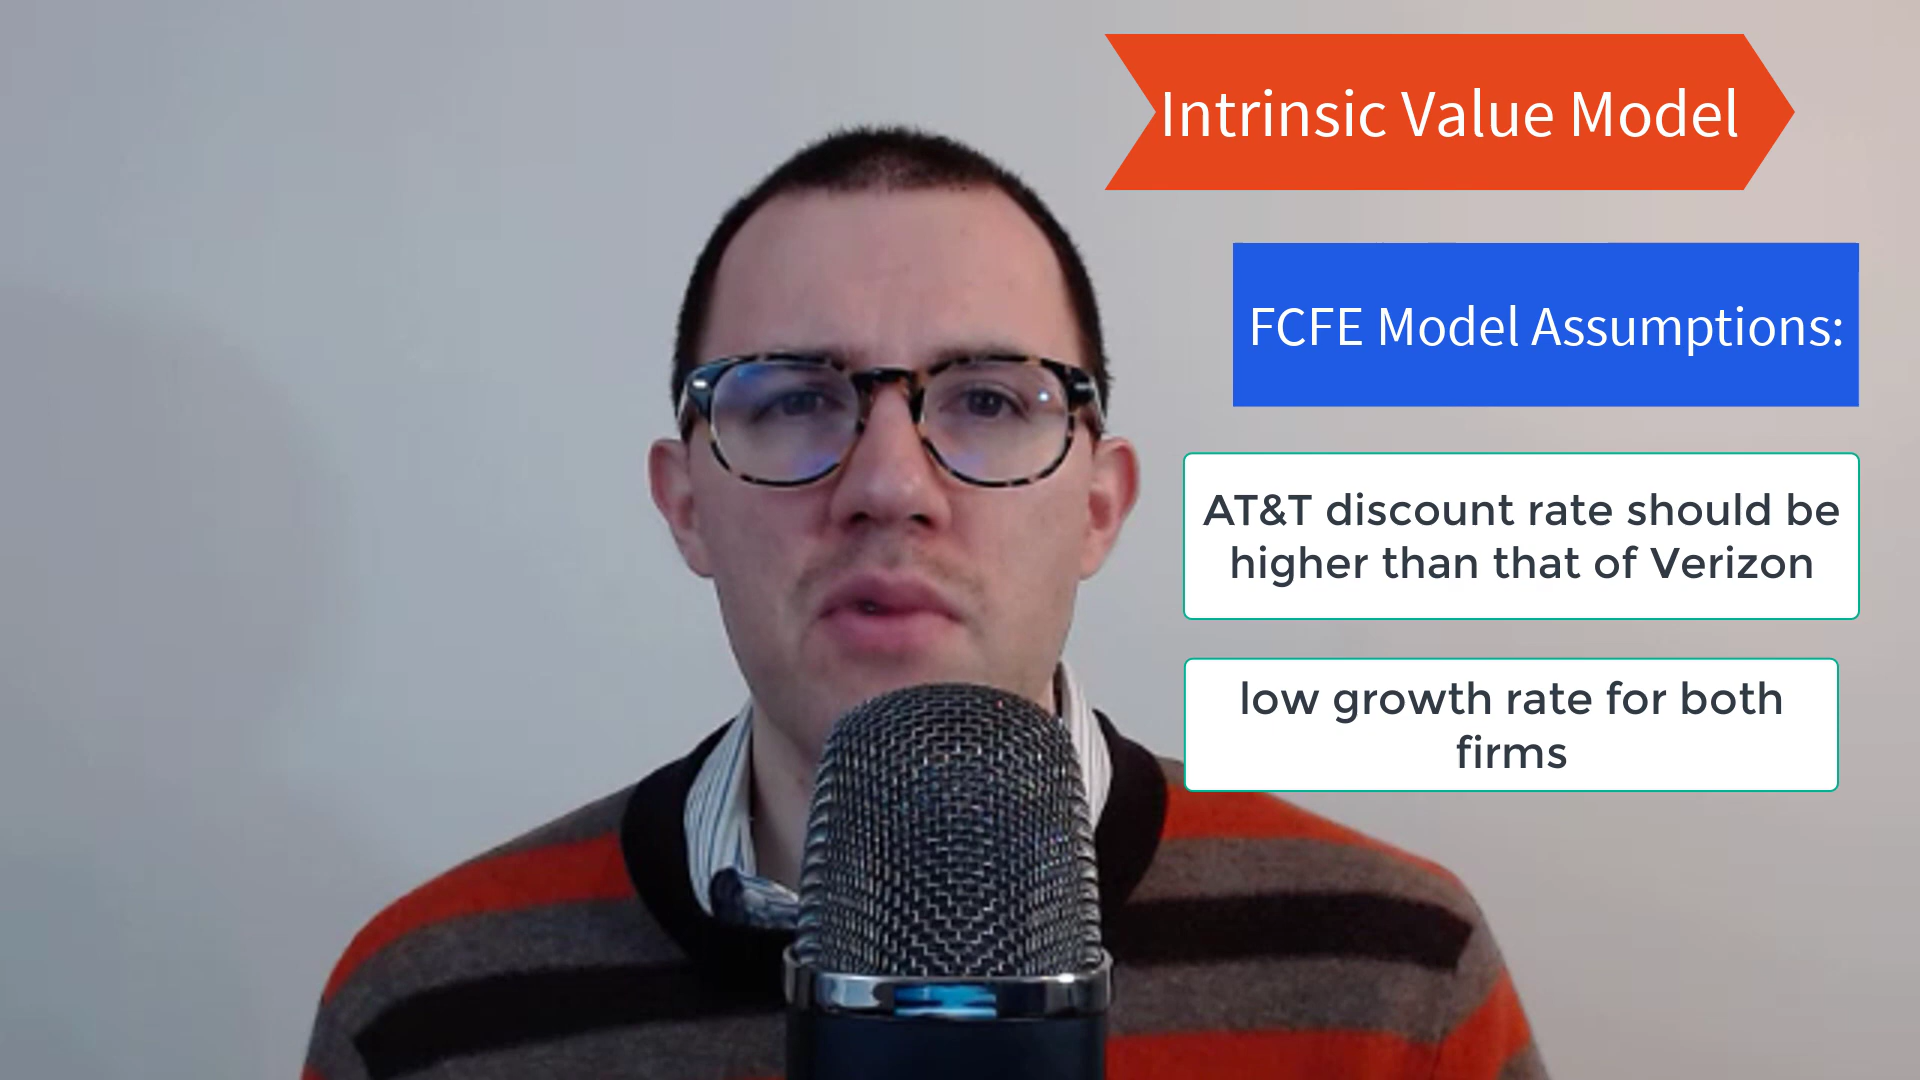 Intrinsic Value Model
FCFE Model Assumptions:
AT&T discount rate should be
higher than that of Verizon
low growth rate for both
firms